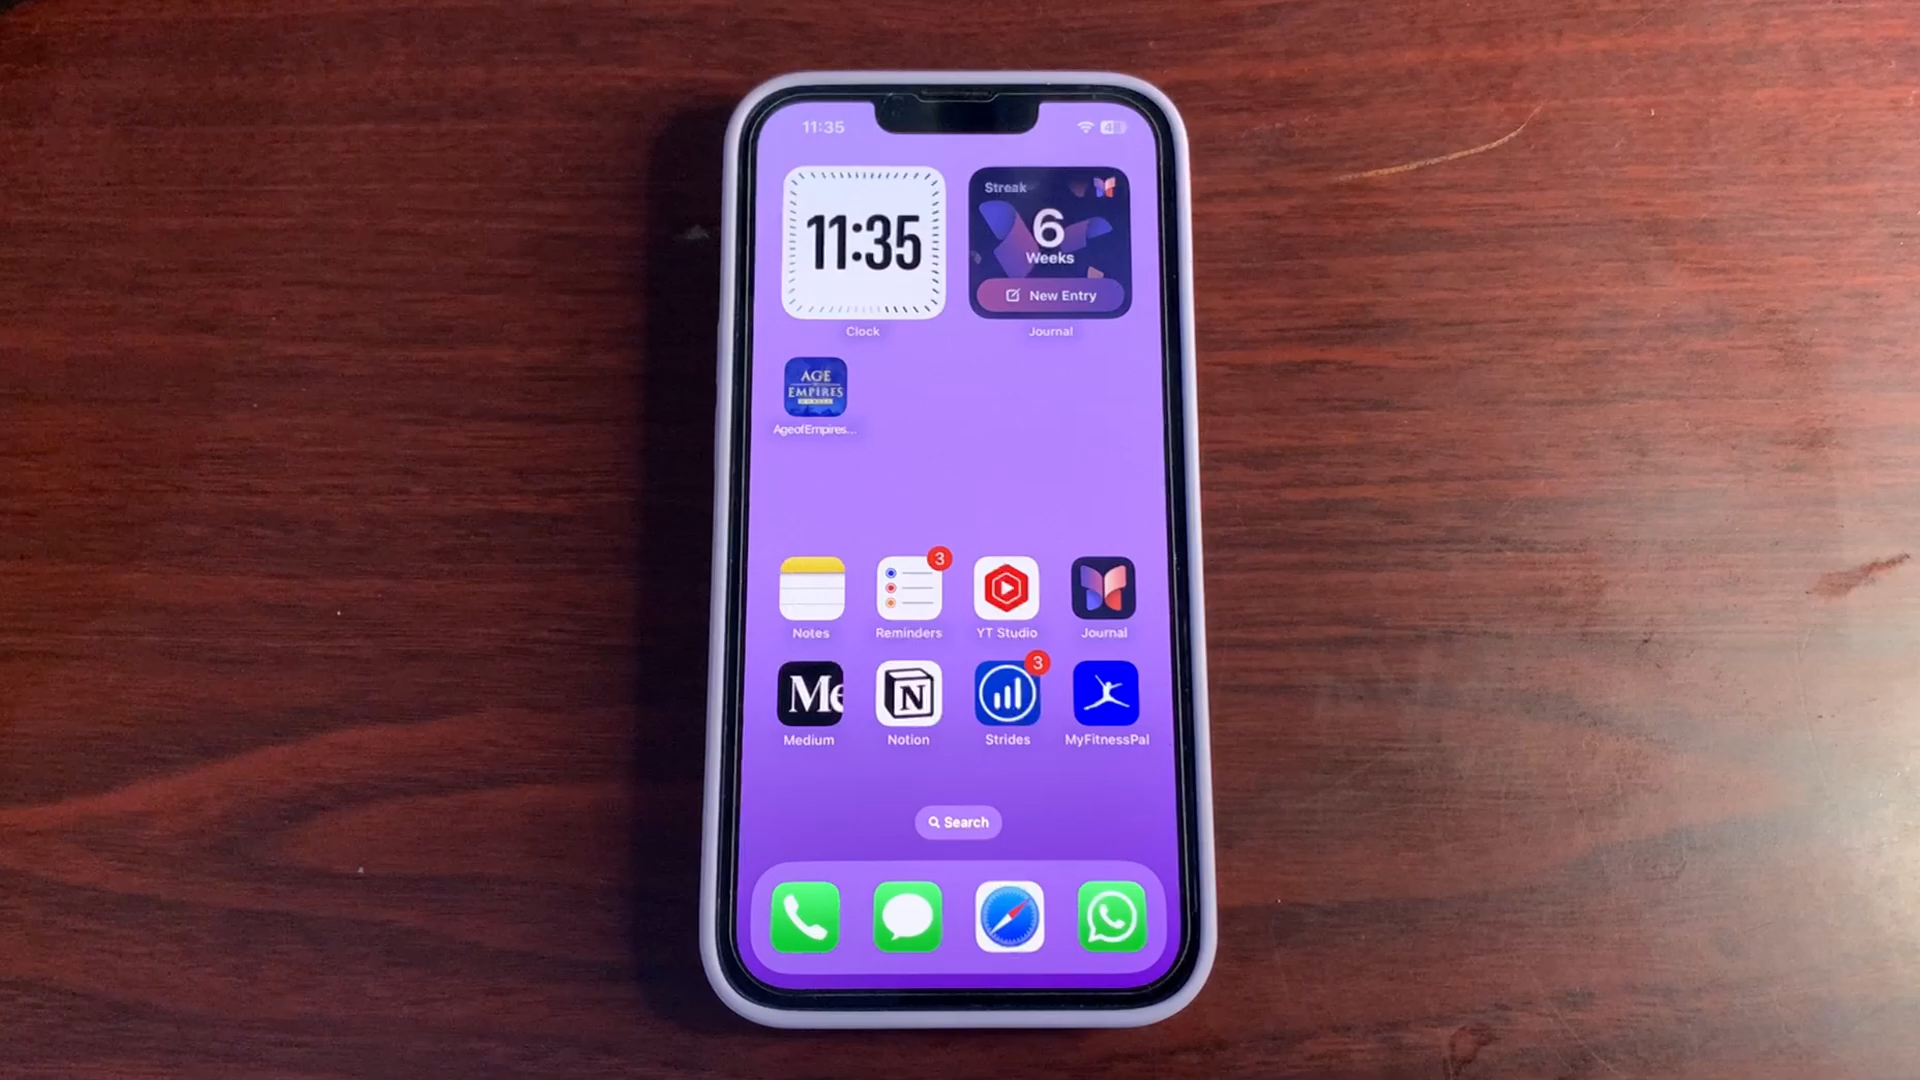 11:35
11:35
Clock
Streak
6
Weeks
New Entry
Journal
AGE
EMPIRES
AgeofEmpires...
3
Notes
Reminders
YT Studio
Journal
3
Me
N
Medium
Notion
Strides
MyFitnessPal
Search